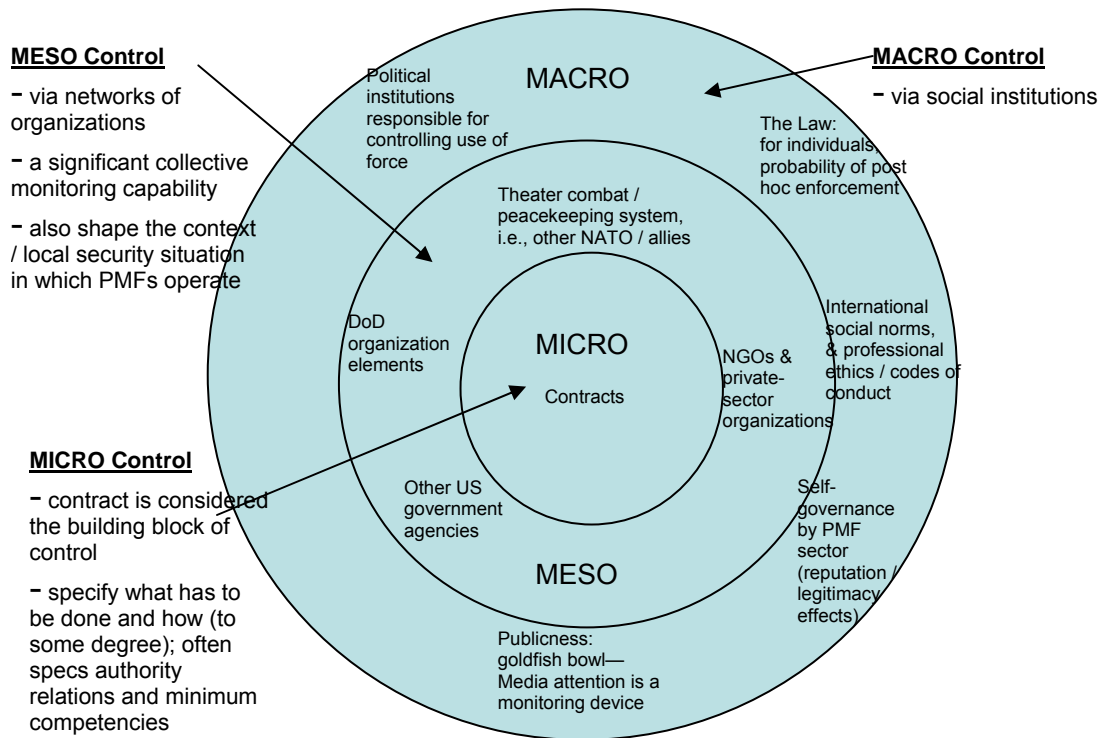 MESO Control
- via networks of
organizations
- a significant collective
monitoring capability
- also shape the context
/ local security situation
in which PMFs operate
MICRO Control
- contract is considered
the building block of
control
- specify what has to
be done and how (to
some degree); often
specs authority
relations and minimum
competencies
MACRO
Political
institutions
responsible for
controlling use of
force
Theater combat /
peacekeeping system,
i.e., other NATO / allies
DoD
organization
elements
MICRO
Contracts
NGOs &
private-
sector
organizations
Other US
government
agencies
MESO
Publicness:
goldfish bowl—
Media attention is a
monitoring device
MACRO Control
- via social institutions
The Law:
for individuals,
probability of post
hoc enforcement
International
social norms,
& professional
ethics / codes of
conduct
Self-
governance
by PMF
sector
(reputation /
legitimacy
effects)